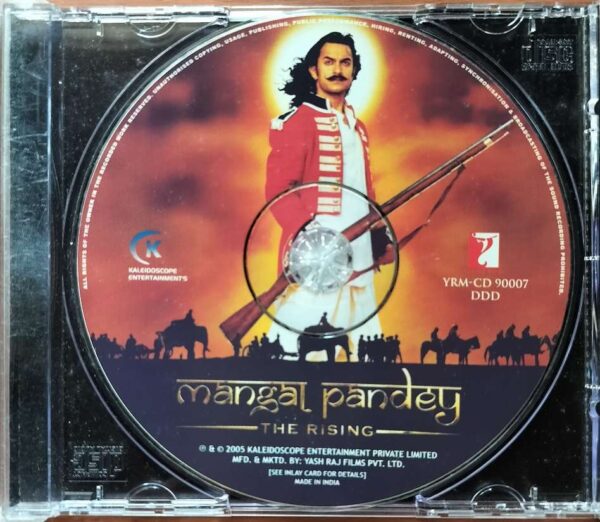 ALL RIGHTS OF THE OWNER IN THE RECORDED WORK RESERVED. UNAUTHORISED COPYING, USAGE, PUBLISHING, PUBLIC PERFORMANCE, HIRING, RENTING, ADAPTING, SYNCHRONISATION & BROADCASTING OF THE SOUND RECORDING PROHIBITED.
K
KALEIDOSCOPE
ENTERTAINMENT'S
YRM-CD 90007
DDD
mangal pandey
THE RISING
℗ & © 2005 KALEIDOSCOPE ENTERTAINMENT PRIVATE LIMITED
MFD. & MKTD. BY: YASH RAJ FILMS PVT. LTD.
[SEE INLAY CARD FOR DETAILS]
MADE IN INDIA